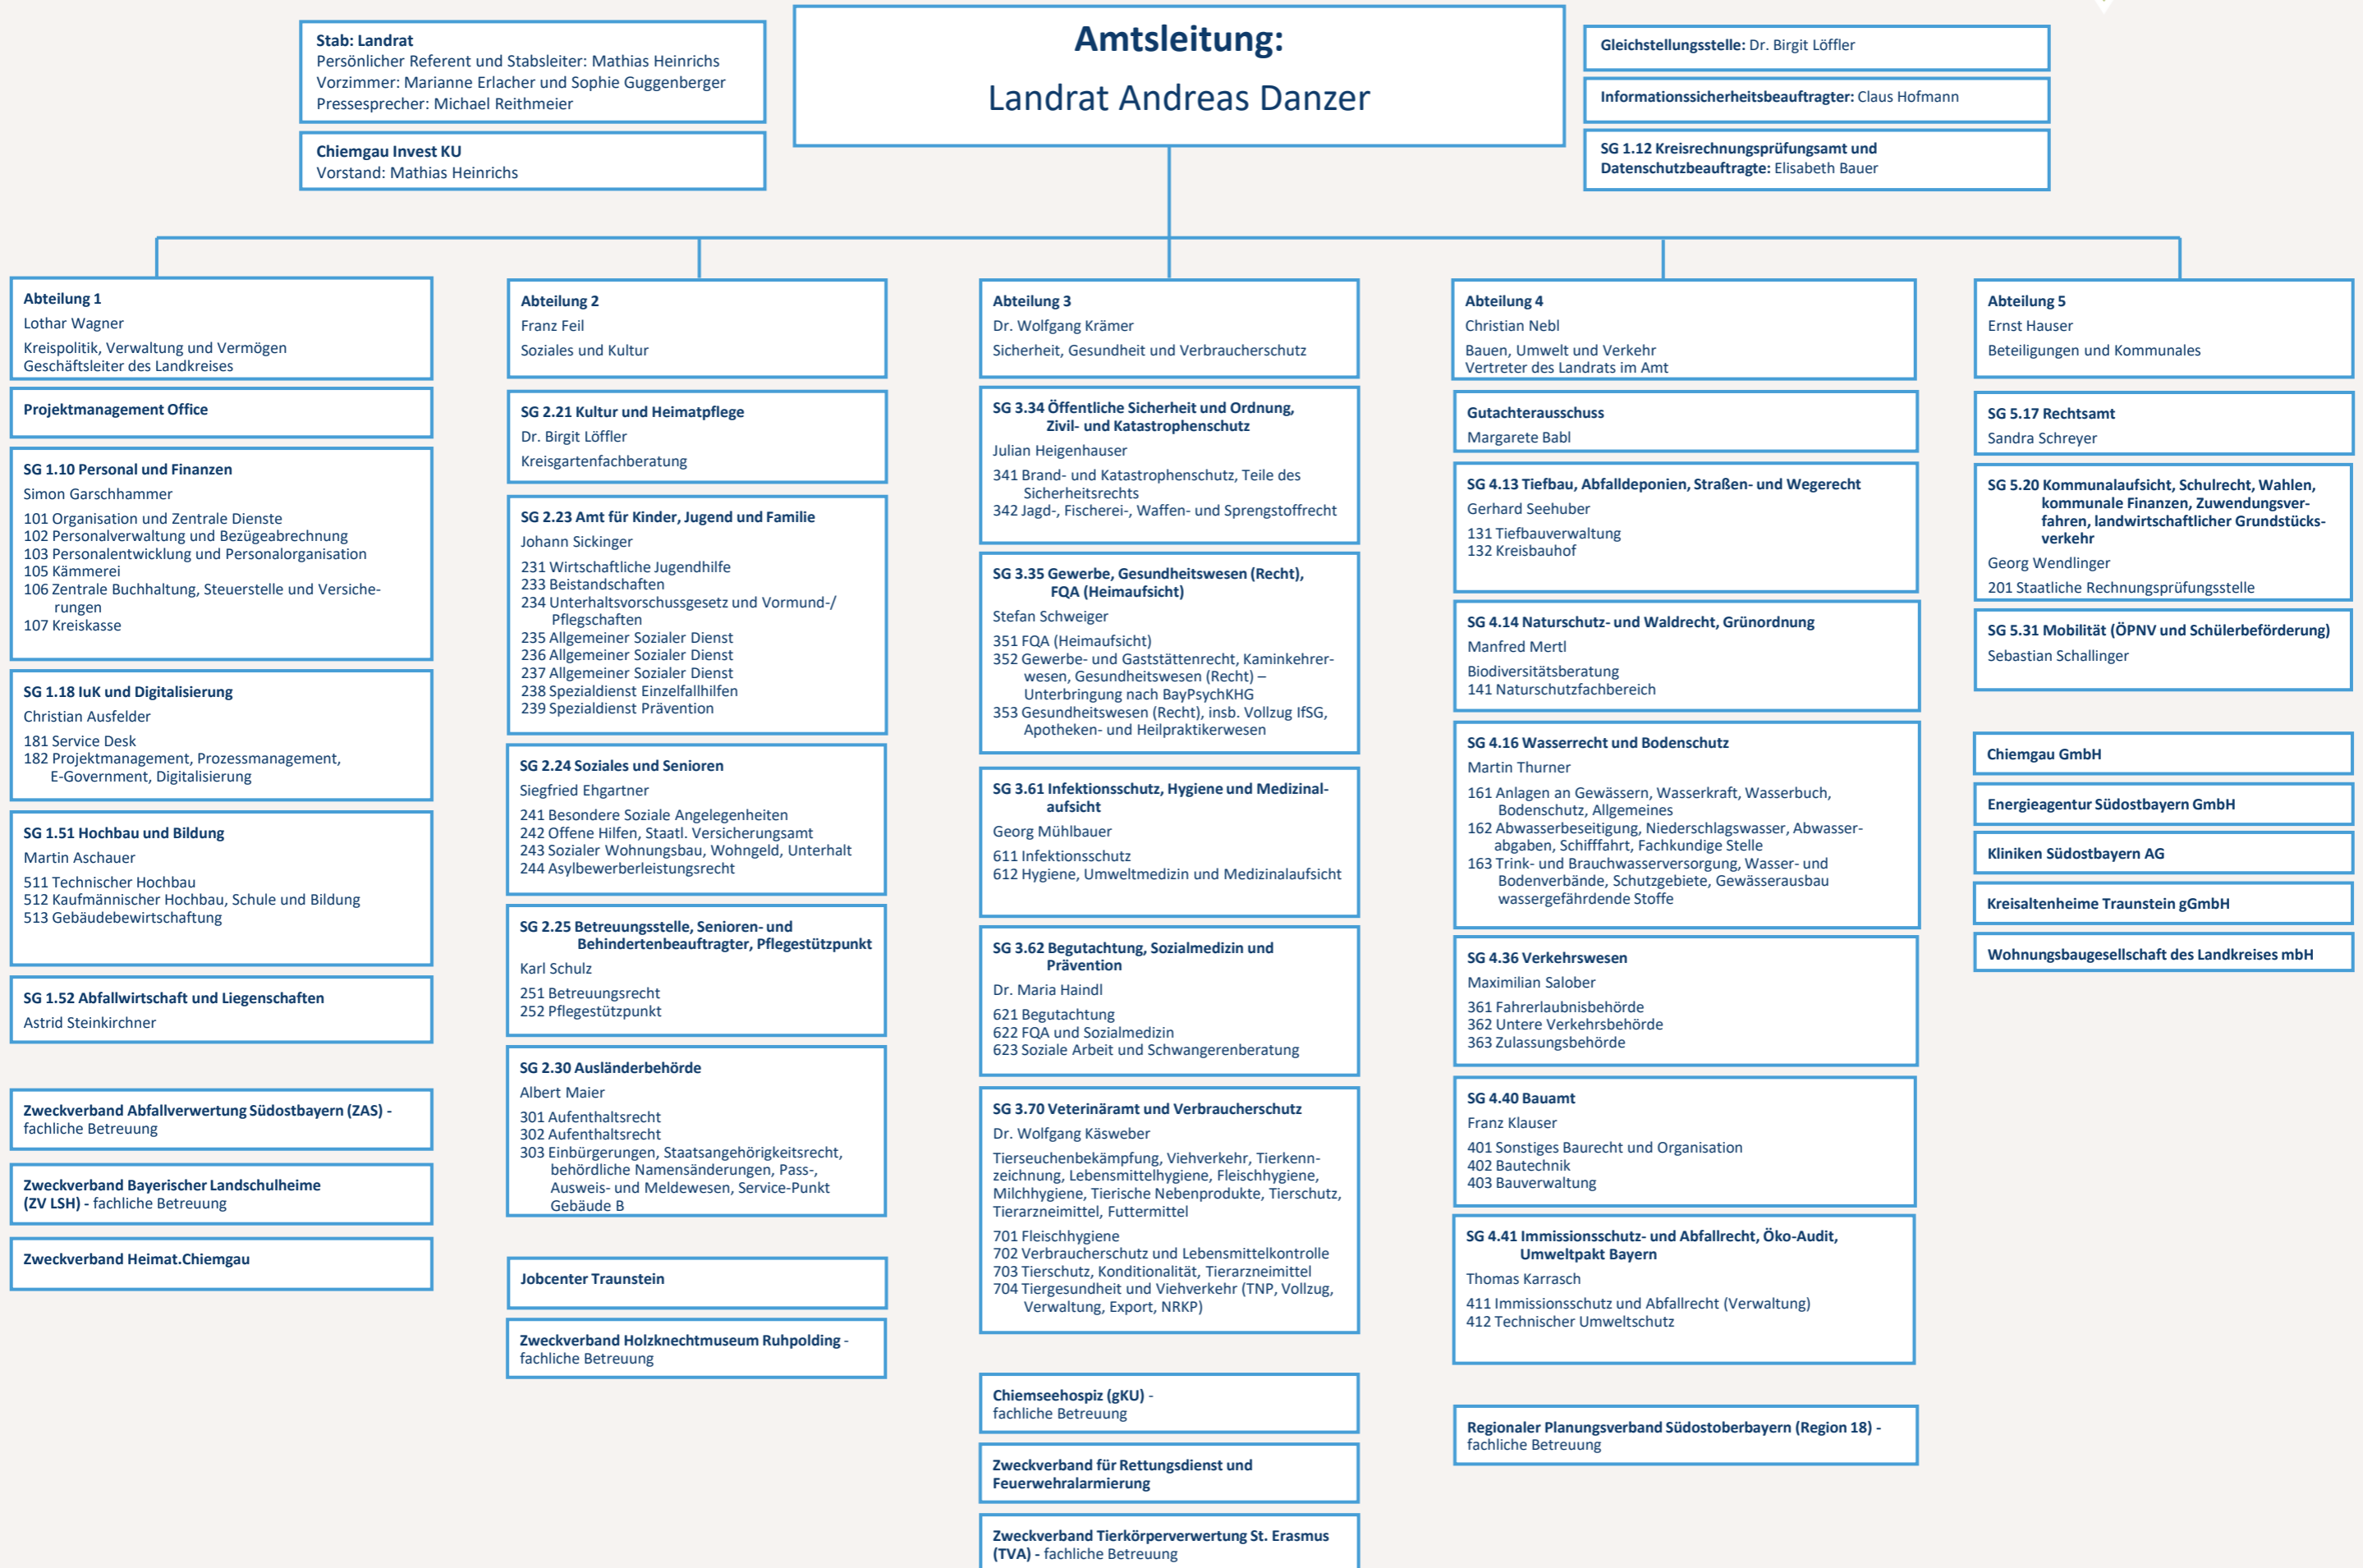 Stab: Landrat
Persönlicher Referent und Stabsleiter: Mathias Heinrichs
Vorzimmer: Marianne Erlacher und Sophie Guggenberger
Pressesprecher: Michael Reithmeier
Chiemgau Invest KU
Vorstand: Mathias Heinrichs
Amtsleitung:
Landrat Andreas Danzer
Gleichstellungsstelle: Dr. Birgit Löffler
Informationssicherheitsbeauftragter: Claus Hofmann
SG 1.12 Kreisrechnungsprüfungsamt und
Datenschutzbeauftragte: Elisabeth Bauer
Abteilung 1
Lothar Wagner
Kreispolitik, Verwaltung und Vermögen
Geschäftsleiter des Landkreises
Projektmanagement Office
SG 1.10 Personal und Finanzen
Simon Garschhammer
101 Organisation und Zentrale Dienste
102 Personalverwaltung und Bezügeabrechnung
103 Personalentwicklung und Personalorganisation
105 Kämmerei
106 Zentrale Buchhaltung, Steuerstelle und Versiche-
rungen
107 Kreiskasse
SG 1.18 IuK und Digitalisierung
Christian Ausfelder
181 Service Desk
182 Projektmanagement, Prozessmanagement,
E-Government, Digitalisierung
SG 1.51 Hochbau und Bildung
Martin Aschauer
511 Technischer Hochbau
512 Kaufmännischer Hochbau, Schule und Bildung
513 Gebäudebewirtschaftung
SG 1.52 Abfallwirtschaft und Liegenschaften
Astrid Steinkirchner
Zweckverband Abfallverwertung Südostbayern (ZAS) -
fachliche Betreuung
Zweckverband Bayerischer Landschulheime
(ZV LSH) - fachliche Betreuung
Zweckverband Heimat.Chiemgau
Abteilung 2
Franz Feil
Soziales und Kultur
SG 2.21 Kultur und Heimatpflege
Dr. Birgit Löffler
Kreisgartenfachberatung
SG 2.23 Amt für Kinder, Jugend und Familie
Johann Sickinger
231 Wirtschaftliche Jugendhilfe
233 Beistandschaften
234 Unterhaltsvorschussgesetz und Vormund-/
Pflegschaften
235 Allgemeiner Sozialer Dienst
236 Allgemeiner Sozialer Dienst
237 Allgemeiner Sozialer Dienst
238 Spezialdienst Einzelfallhilfen
239 Spezialdienst Prävention
SG 2.24 Soziales und Senioren
Siegfried Ehgartner
241 Besondere Soziale Angelegenheiten
242 Offene Hilfen, Staatl. Versicherungsamt
243 Sozialer Wohnungsbau, Wohngeld, Unterhalt
244 Asylbewerberleistungsrecht
SG 2.25 Betreuungsstelle, Senioren- und
Behindertenbeauftragter, Pflegestützpunkt
Karl Schulz
251 Betreuungsrecht
252 Pflegestützpunkt
SG 2.30 Ausländerbehörde
Albert Maier
301 Aufenthaltsrecht
302 Aufenthaltsrecht
303 Einbürgerungen, Staatsangehörigkeitsrecht,
behördliche Namensänderungen, Pass-,
Ausweis- und Meldewesen, Service-Punkt
Gebäude B
Jobcenter Traunstein
Zweckverband Holzknechtmuseum Ruhpolding -
fachliche Betreuung
Abteilung 3
Dr. Wolfgang Krämer
Sicherheit, Gesundheit und Verbraucherschutz
SG 3.34 Öffentliche Sicherheit und Ordnung,
Zivil- und Katastrophenschutz
Julian Heigenhauser
341 Brand- und Katastrophenschutz, Teile des
Sicherheitsrechts
342 Jagd-, Fischerei-, Waffen- und Sprengstoffrecht
SG 3.35 Gewerbe, Gesundheitswesen (Recht),
FQA (Heimaufsicht)
Stefan Schweiger
351 FQA (Heimaufsicht)
352 Gewerbe- und Gaststättenrecht, Kaminkehrer-
wesen, Gesundheitswesen (Recht) –
Unterbringung nach BayPsychKHG
353 Gesundheitswesen (Recht), insb. Vollzug IfSG,
Apotheken- und Heilpraktikerwesen
SG 3.61 Infektionsschutz, Hygiene und Medizinal-
aufsicht
Georg Mühlbauer
611 Infektionsschutz
612 Hygiene, Umweltmedizin und Medizinalaufsicht
SG 3.62 Begutachtung, Sozialmedizin und
Prävention
Dr. Maria Haindl
621 Begutachtung
622 FQA und Sozialmedizin
623 Soziale Arbeit und Schwangerenberatung
SG 3.70 Veterinäramt und Verbraucherschutz
Dr. Wolfgang Käsweber
Tierseuchenbekämpfung, Viehverkehr, Tierkenn-
zeichnung, Lebensmittelhygiene, Fleischhygiene,
Milchhygiene, Tierische Nebenprodukte, Tierschutz,
Tierarzneimittel, Futtermittel
701 Fleischhygiene
702 Verbraucherschutz und Lebensmittelkontrolle
703 Tierschutz, Konditionalität, Tierarzneimittel
704 Tiergesundheit und Viehverkehr (TNP, Vollzug,
Verwaltung, Export, NRKP)
Chiemseehospiz (gKU) -
fachliche Betreuung
Zweckverband für Rettungsdienst und
Feuerwehralarmierung
Zweckverband Tierkörperverwertung St. Erasmus
(TVA) - fachliche Betreuung
Abteilung 4
Christian Nebl
Bauen, Umwelt und Verkehr
Vertreter des Landrats im Amt
Gutachterausschuss
Margarete Babl
SG 4.13 Tiefbau, Abfalldeponien, Straßen- und Wegerecht
Gerhard Seehuber
131 Tiefbauverwaltung
132 Kreisbauhof
SG 4.14 Naturschutz- und Waldrecht, Grünordnung
Manfred Mertl
Biodiversitätsberatung
141 Naturschutzfachbereich
SG 4.16 Wasserrecht und Bodenschutz
Martin Thurner
161 Anlagen an Gewässern, Wasserkraft, Wasserbuch,
Bodenschutz, Allgemeines
162 Abwasserbeseitigung, Niederschlagswasser, Abwasser-
abgaben, Schifffahrt, Fachkundige Stelle
163 Trink- und Brauchwasserversorgung, Wasser- und
Bodenverbände, Schutzgebiete, Gewässerausbau
wassergefährdende Stoffe
SG 4.36 Verkehrswesen
Maximilian Salober
361 Fahrerlaubnisbehörde
362 Untere Verkehrsbehörde
363 Zulassungsbehörde
SG 4.40 Bauamt
Franz Klauser
401 Sonstiges Baurecht und Organisation
402 Bautechnik
403 Bauverwaltung
SG 4.41 Immissionsschutz- und Abfallrecht, Öko-Audit,
Umweltpakt Bayern
Thomas Karrasch
411 Immissionsschutz und Abfallrecht (Verwaltung)
412 Technischer Umweltschutz
Regionaler Planungsverband Südostoberbayern (Region 18) -
fachliche Betreuung
Abteilung 5
Ernst Hauser
Beteiligungen und Kommunales
SG 5.17 Rechtsamt
Sandra Schreyer
SG 5.20 Kommunalaufsicht, Schulrecht, Wahlen,
kommunale Finanzen, Zuwendungsver-
fahren, landwirtschaftlicher Grundstücks-
verkehr
Georg Wendlinger
201 Staatliche Rechnungsprüfungsstelle
SG 5.31 Mobilität (ÖPNV und Schülerbeförderung)
Sebastian Schallinger
Chiemgau GmbH
Energieagentur Südostbayern GmbH
Kliniken Südostbayern AG
Kreisaltenheime Traunstein gGmbH
Wohnungsbaugesellschaft des Landkreises mbH